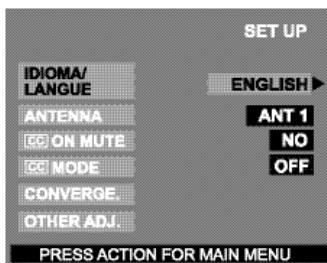 SET UP
IDIOMA/
LANGUE
ENGLISH
ANTENNA
ANT 1
CC ON MUTE
NO
CC MODE
OFF
CONVERGE.
OTHER ADJ.
PRESS ACTION FOR MAIN MENU